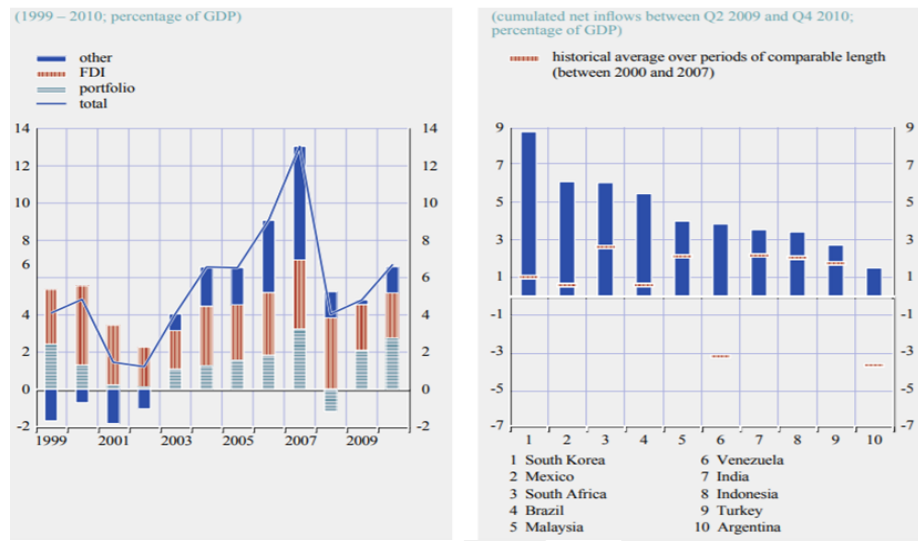 (1999 – 2010; percentage of GDP)
other
FDI
portfolio
total
14 14
12 12
10 10
8 8
6 6
4 4
2 2
0 0
-2 -2
1999 2001 2003 2005 2007 2009
(cumulated net inflows between Q2 2009 and Q4 2010;
percentage of GDP)
historical average over periods of comparable length
(between 2000 and 2007)
9 9
7 7
5 5
3 3
1 1
-1 -1
-3 -3
-5 -5
-7 -7
1 2 3 4 5 6 7 8 9 10
1 South Korea
2 Mexico
3 South Africa
4 Brazil
5 Malaysia
6 Venezuela
7 India
8 Indonesia
9 Turkey
10 Argentina